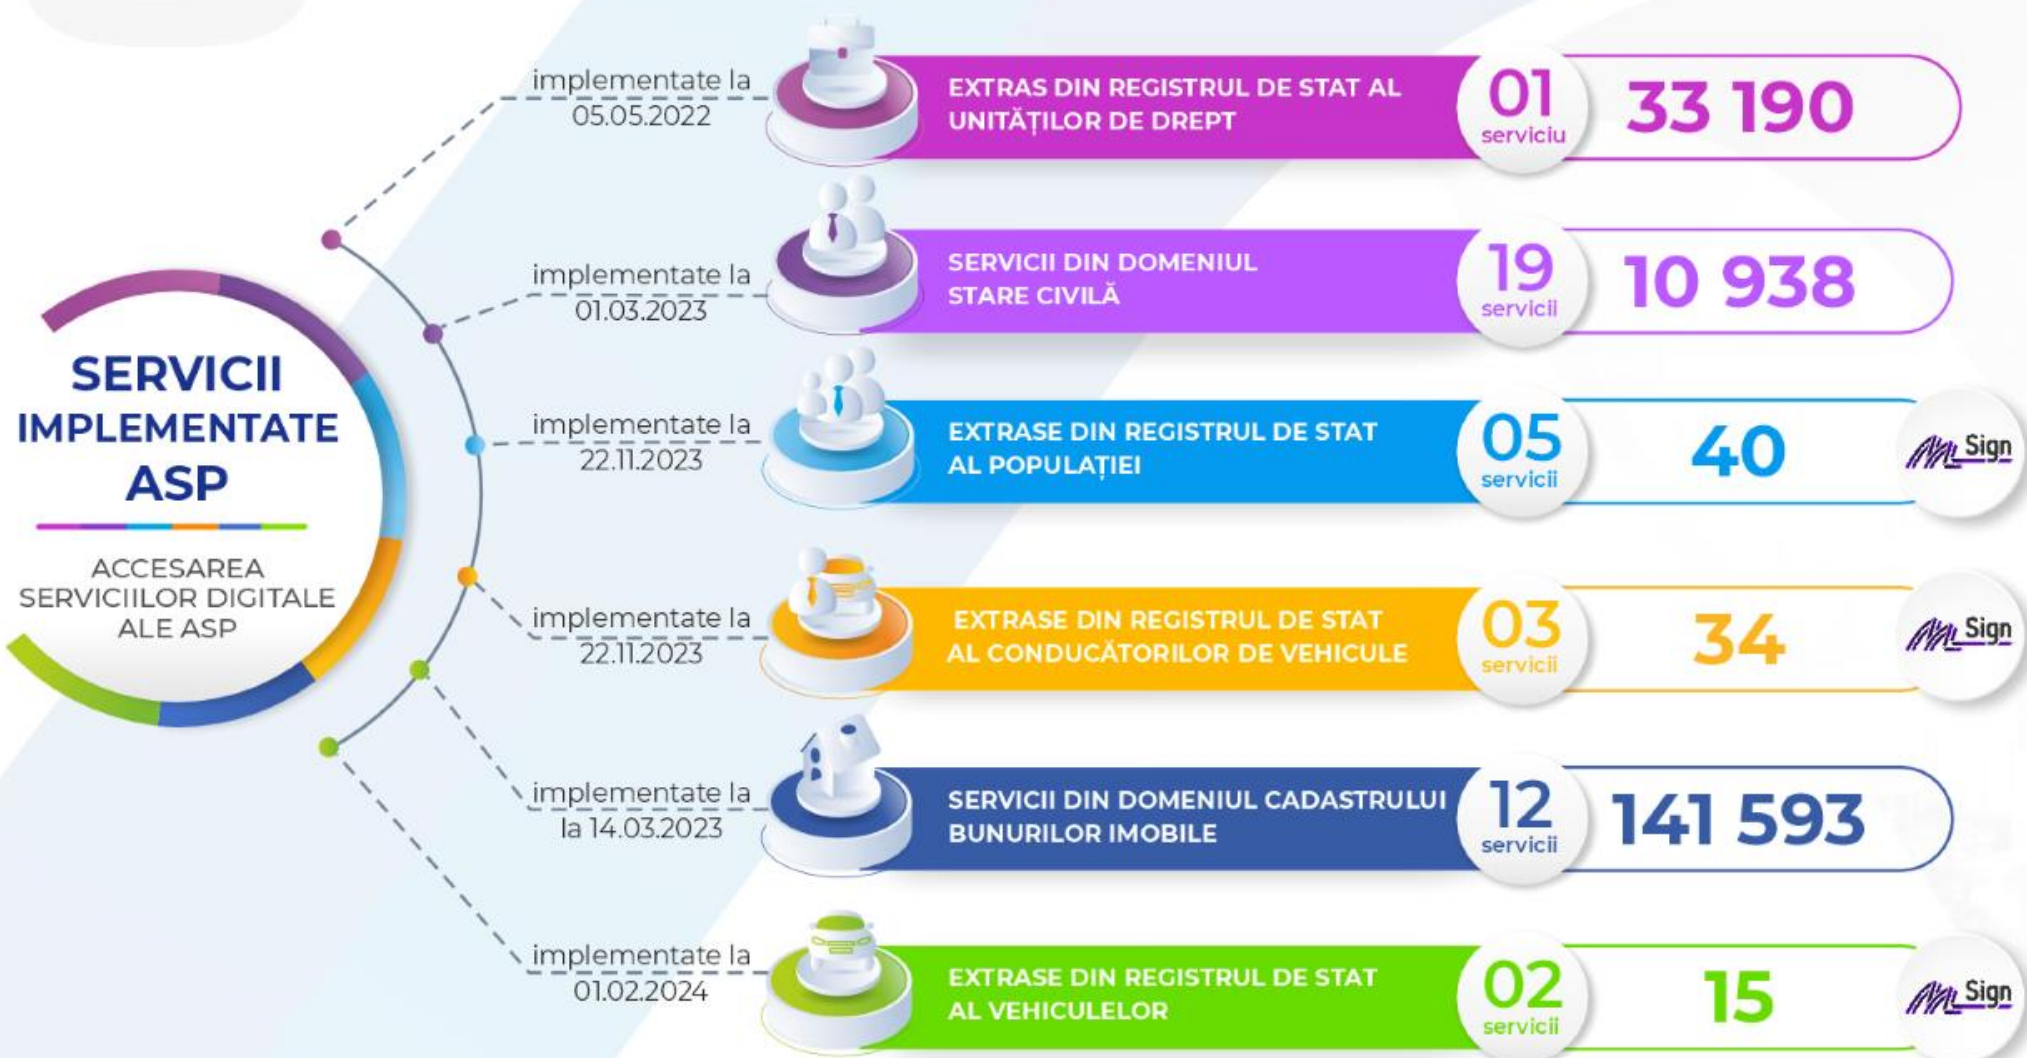 SERVICII
IMPLEMENTATE
ASP
ACCESAREA
SERVICIILOR DIGITALE
ALE ASP
implementate la
05.05.2022
EXTRAS DIN REGISTRUL DE STAT AL
UNITĂȚILOR DE DREPT
01
serviciu
33 190
implementate la
01.03.2023
SERVICII DIN DOMENIUL
STARE CIVILĂ
19
servicii
10 938
implementate la
22.11.2023
EXTRASE DIN REGISTRUL DE STAT
AL POPULAȚIEI
05
servicii
40
Sign
implementate la
22.11.2023
EXTRASE DIN REGISTRUL DE STAT
AL CONDUCĂTORILOR DE VEHICULE
03
servicii
34
Sign
implementate la
la 14.03.2023
SERVICII DIN DOMENIUL CADASTRULUI
BUNURILOR IMOBILE
12
servicii
141 593
implementate la
01.02.2024
EXTRASE DIN REGISTRUL DE STAT
AL VEHICULELOR
02
servicii
15
Sign